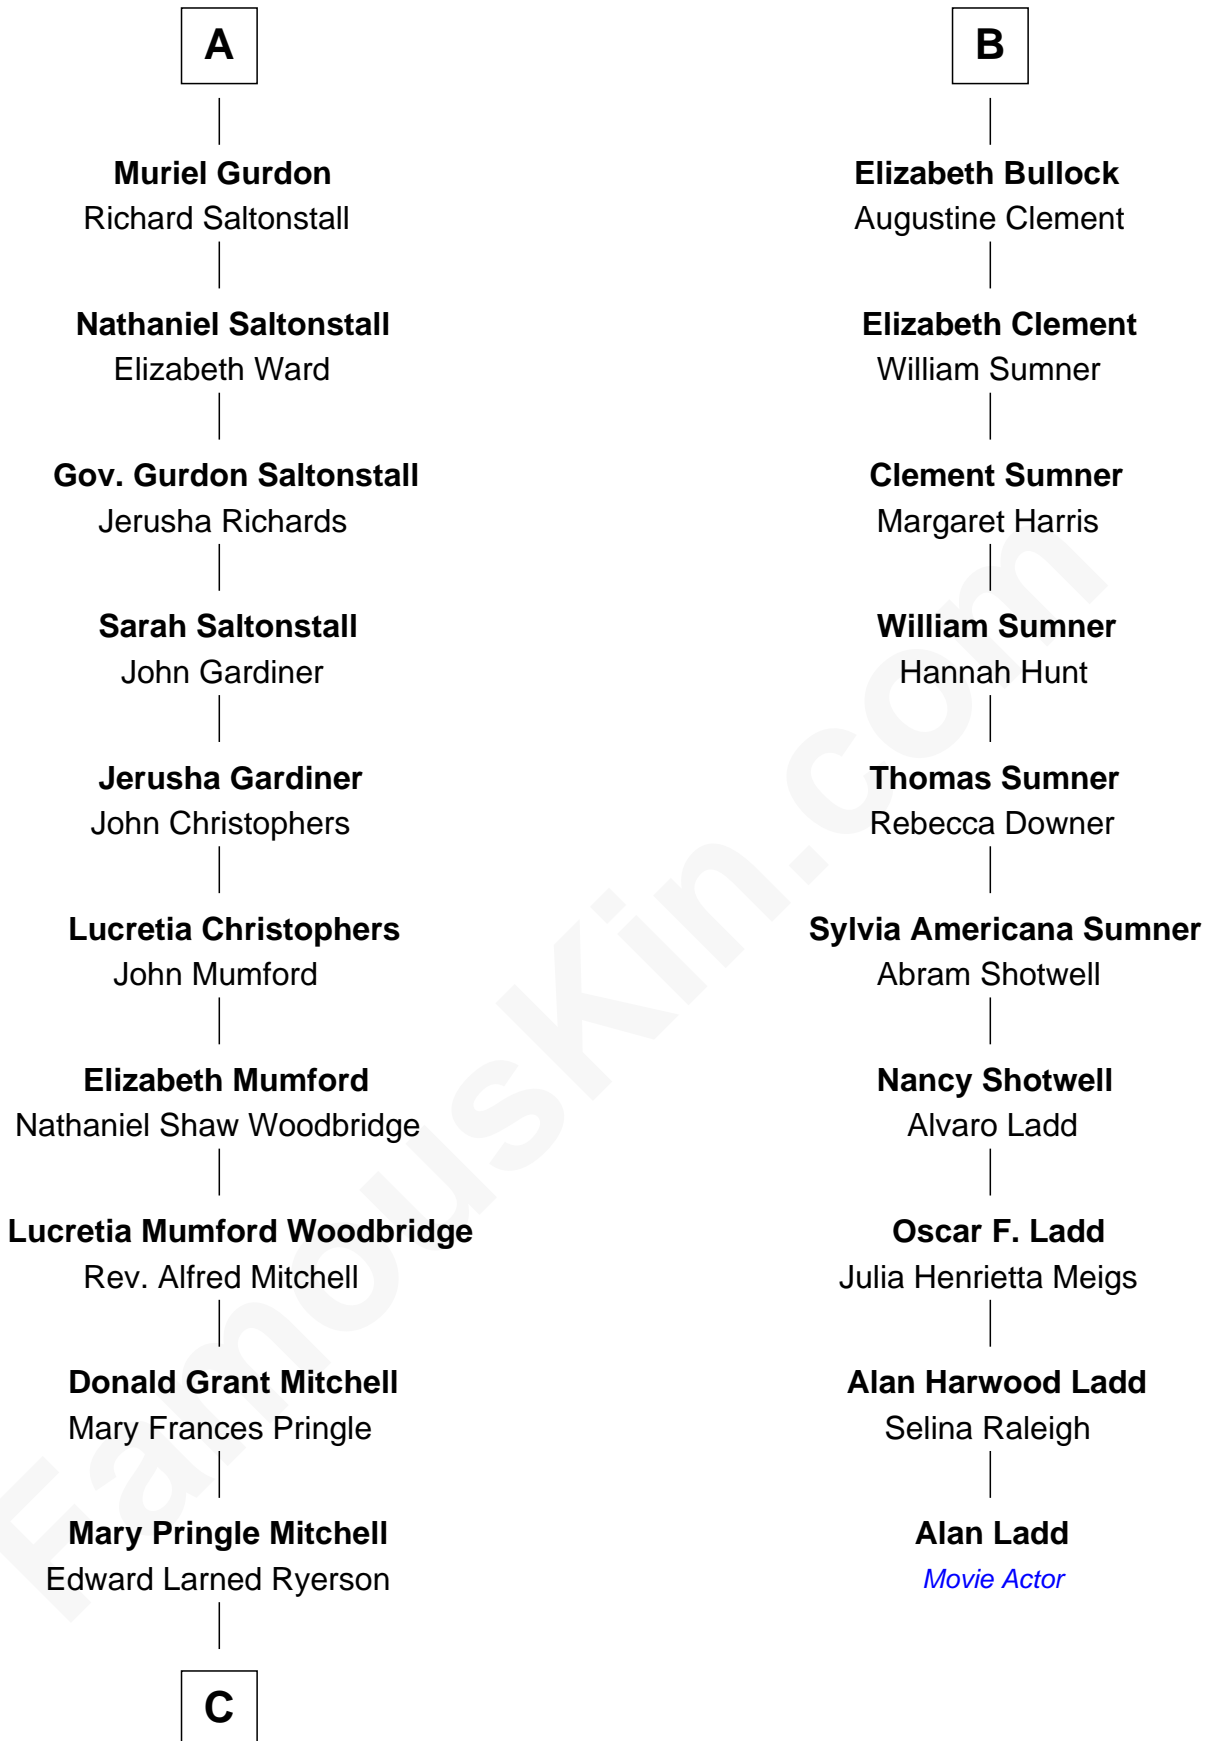 A
Muriel Gurdon
Richard Saltonstall
Nathaniel Saltonstall
Elizabeth Ward
Gov. Gurdon Saltonstall
Jerusha Richards
Sarah Saltonstall
John Gardiner
Jerusha Gardiner
John Christophers
Lucretia Christophers
John Mumford
Elizabeth Mumford
Nathaniel Shaw Woodbridge
Lucretia Mumford Woodbridge
Rev. Alfred Mitchell
Donald Grant Mitchell
Mary Frances Pringle
Mary Pringle Mitchell
Edward Larned Ryerson
C
B
Elizabeth Bullock
Augustine Clement
Elizabeth Clement
William Sumner
Clement Sumner
Margaret Harris
William Sumner
Hannah Hunt
Thomas Sumner
Rebecca Downer
Sylvia Americana Sumner
Abram Shotwell
Nancy Shotwell
Alvaro Ladd
Oscar F. Ladd
Julia Henrietta Meigs
Alan Harwood Ladd
Selina Raleigh
Alan Ladd
Movie Actor
FamousKin.com